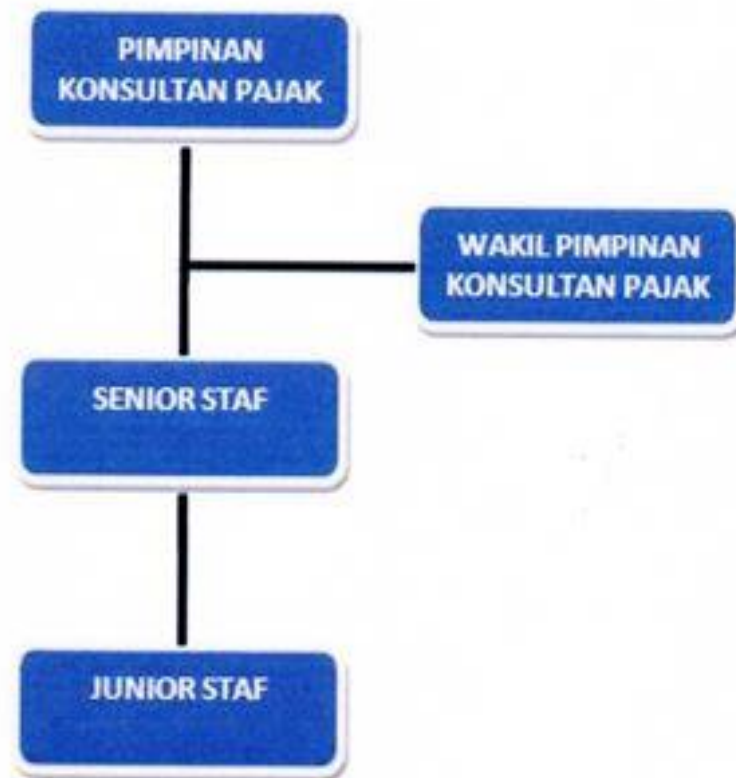 PIMPINAN
KONSULTAN PAJAK
WAKIL PIMPINAN
KONSULTAN PAJAK
SENIOR STAF
JUNIOR STAF